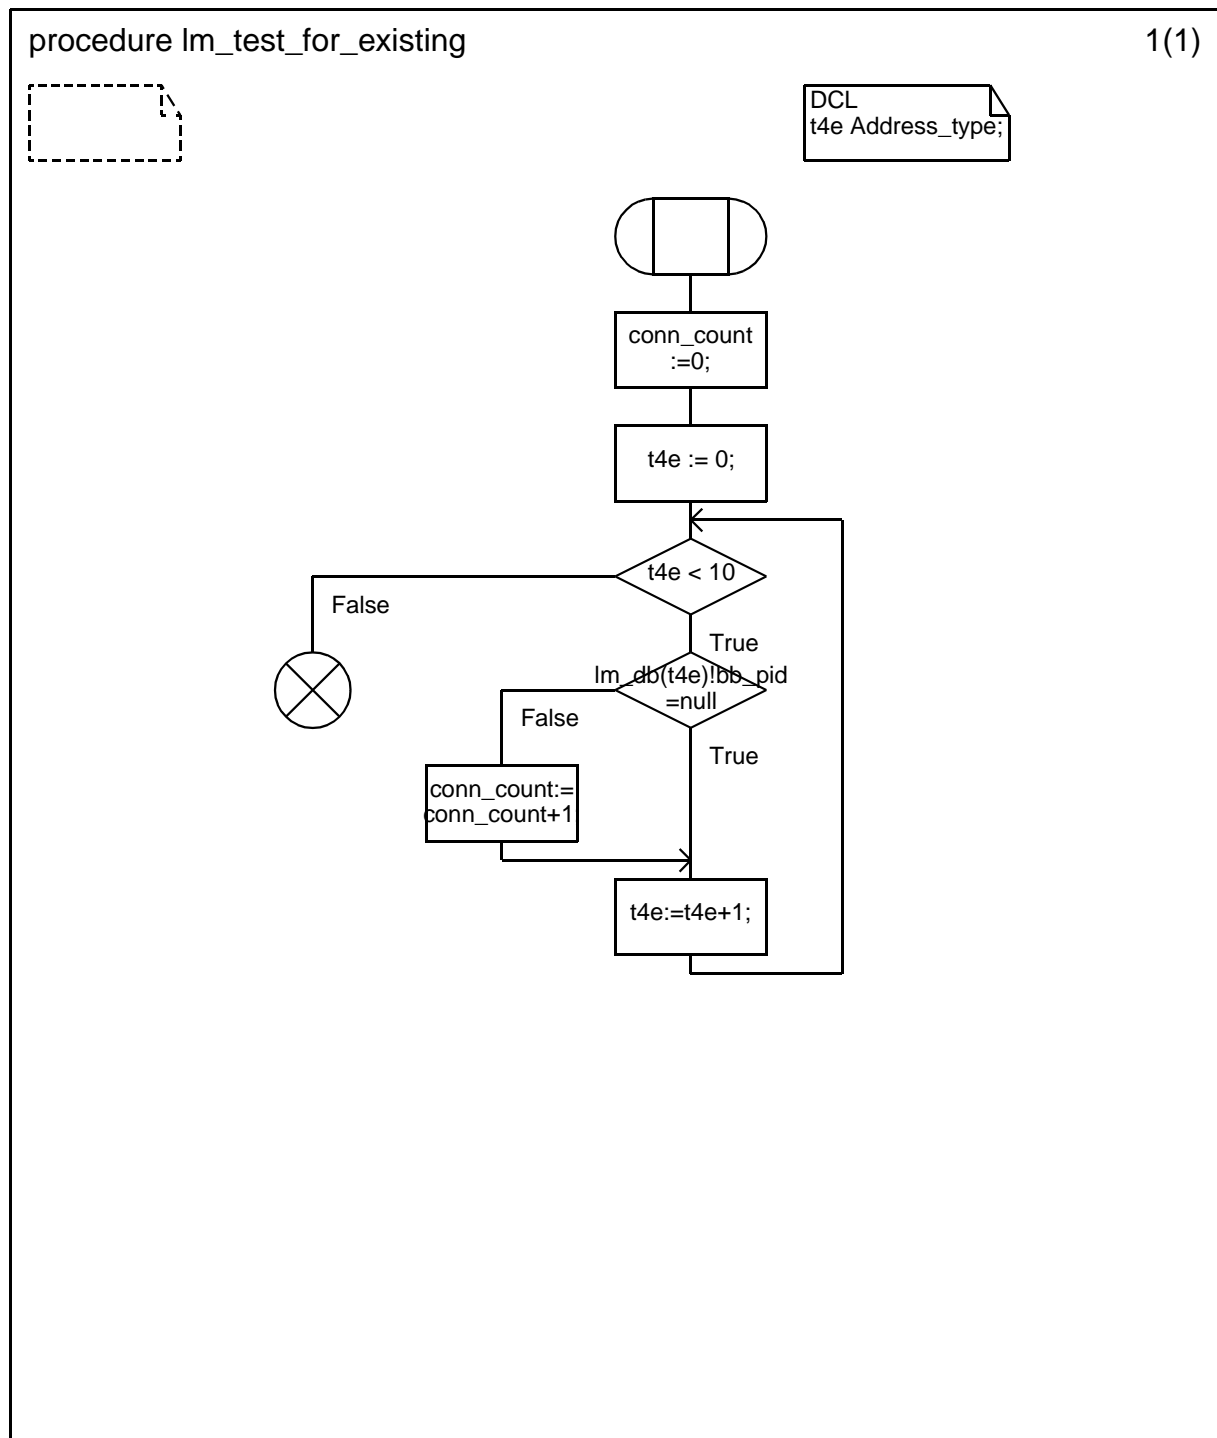 procedure lm_test_for_existing
1(1)
DCL
t4e Address_type;
conn_count
:=0;
t4e := 0;
t4e < 10
False
True
lm_db(t4e)!bb_pid
=null
False
True
conn_count:=
conn_count+1
t4e:=t4e+1;